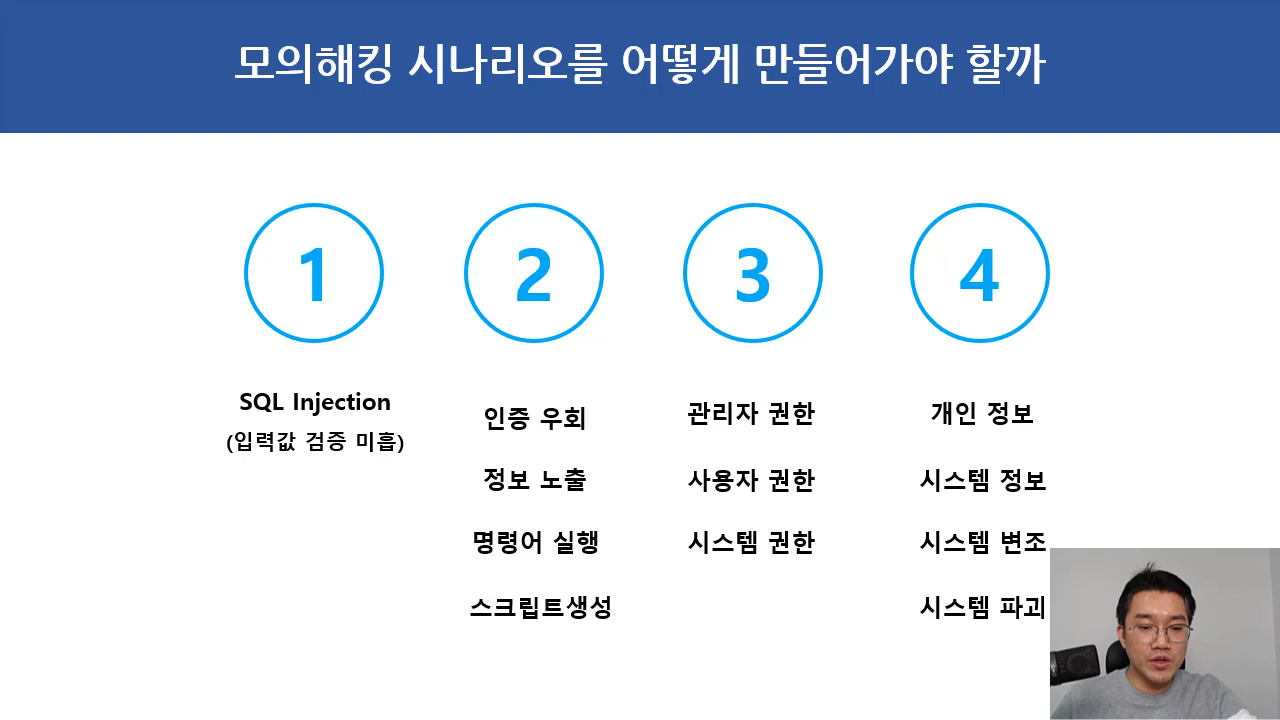 모의해킹 시나리오를 어떻게 만들어가야 할까
1
2
3
4
SQL Injection
(입력값 검증 미흡)
인증 우회
정보 노출
명령어 실행
스크립트생성
관리자 권한
사용자 권한
시스템 권한
개인 정보
시스템 정보
시스템 변조
시스템 파괴